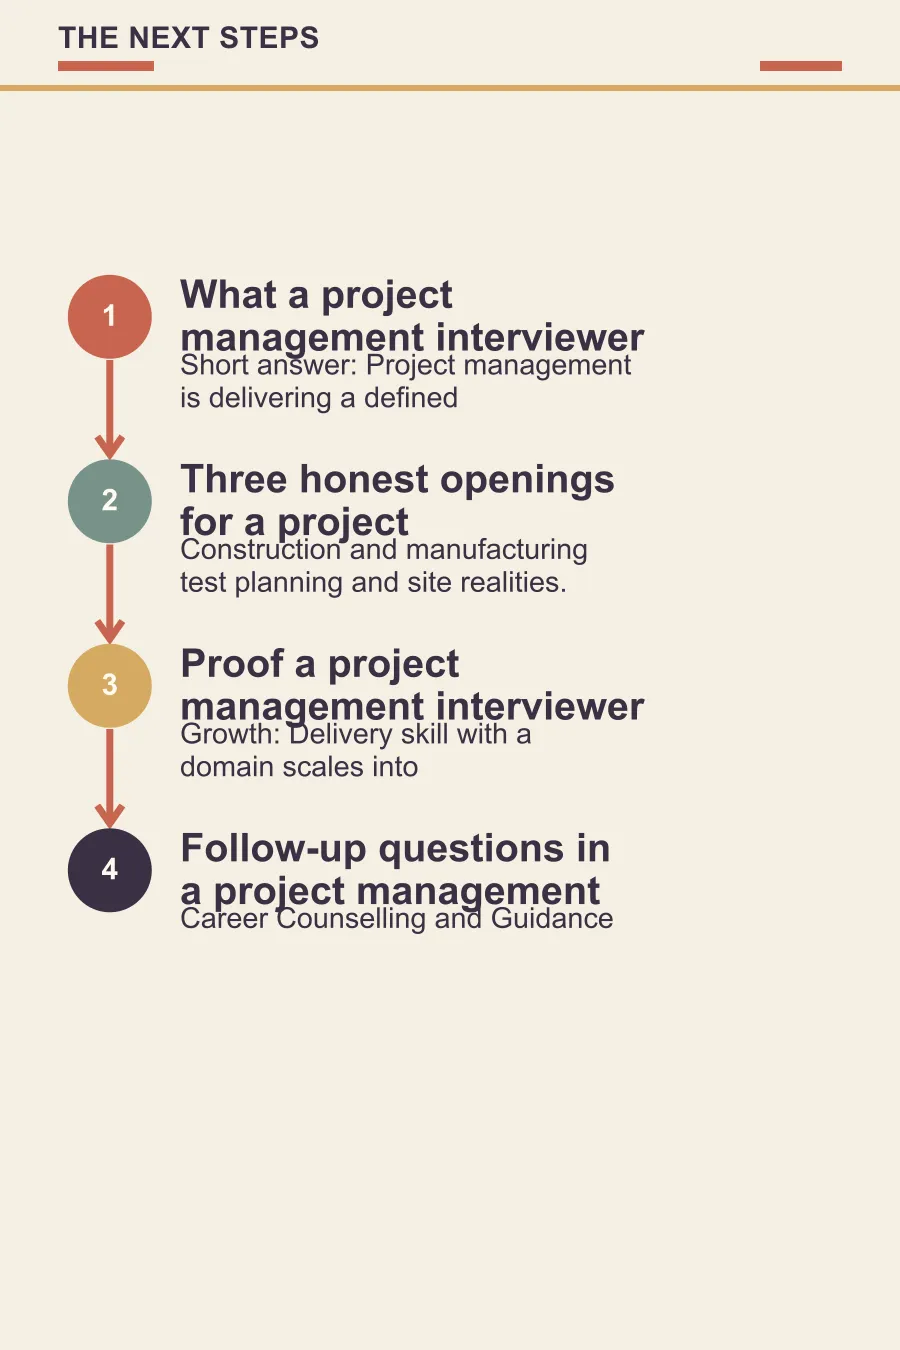 THE NEXT STEPS
1
What a project
management interviewer
Short answer: Project management
is delivering a defined
2
Three honest openings
for a project
Construction and manufacturing
test planning and site realities.
3
Proof a project
management interviewer
Growth: Delivery skill with a
domain scales into
4
Follow-up questions in
a project management
Career Counselling and Guidance